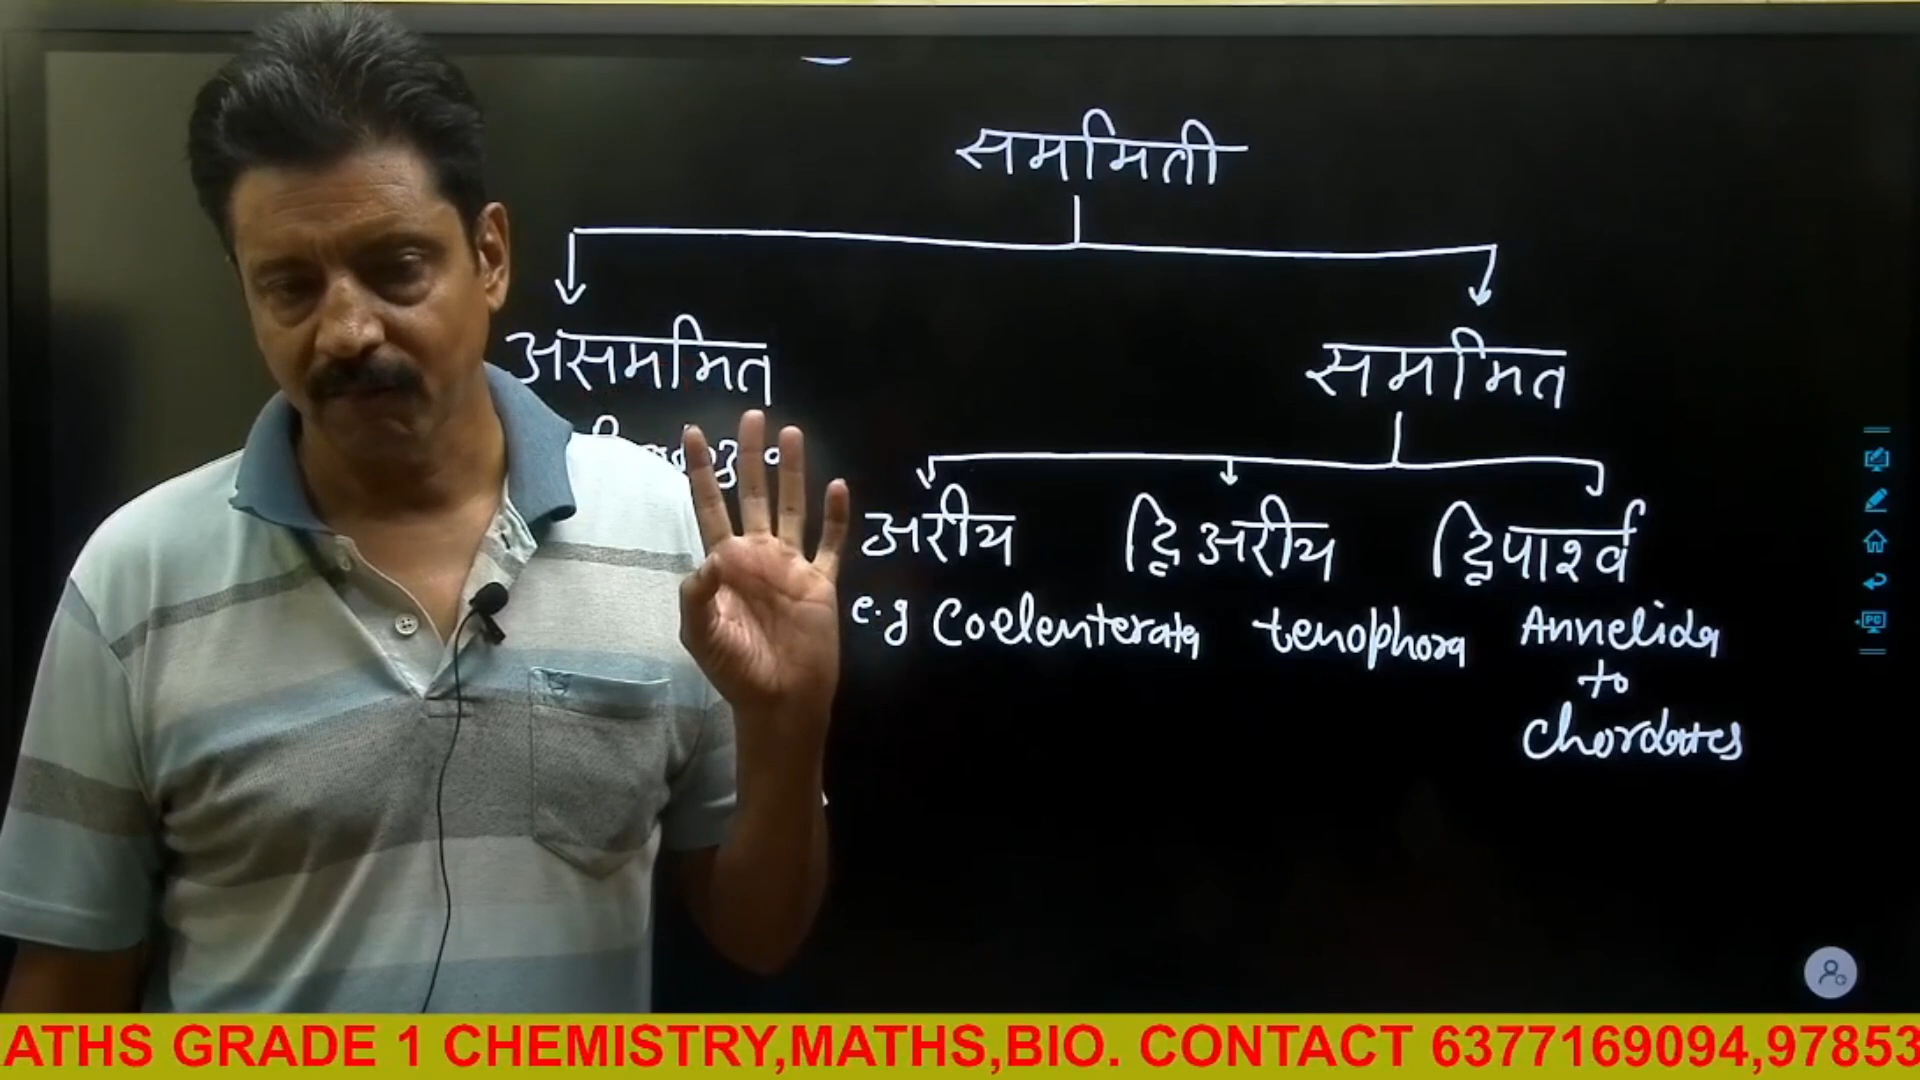 सममिती
असममित
सममित
अरीय द्विअरीय द्विपार्श्व
e.g Coelenterata tenophora Annelida
to
Chordates
ATHS GRADE 1 CHEMISTRY,MATHS,BIO. CONTACT 6377169094,97853